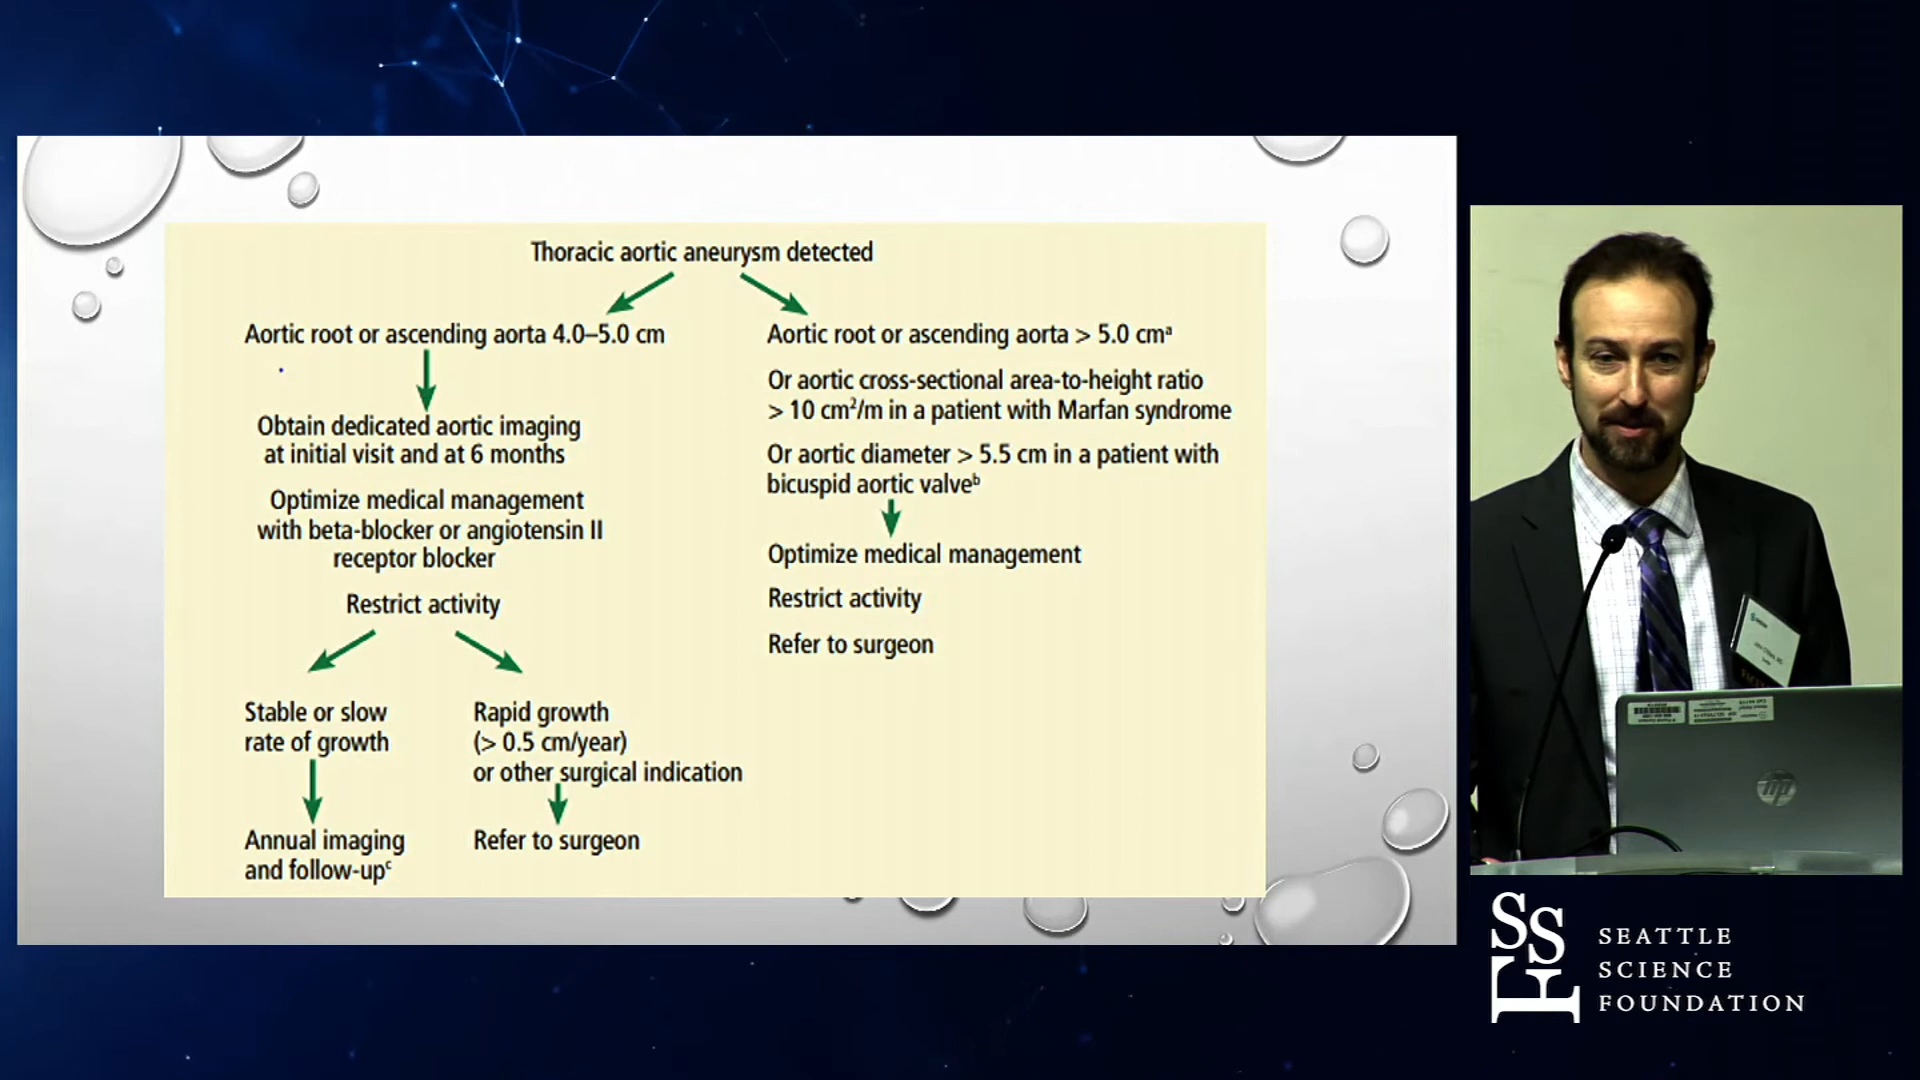 Thoracic aortic aneurysm detected
Aortic root or ascending aorta 4.0–5.0 cm
Obtain dedicated aortic imaging
at initial visit and at 6 months
Optimize medical management
with beta-blocker or angiotensin II
receptor blocker
Restrict activity
Stable or slow
rate of growth
Annual imaging
and follow-upᶜ
Rapid growth
(> 0.5 cm/year)
or other surgical indication
Refer to surgeon
Aortic root or ascending aorta > 5.0 cmᵃ
Or aortic cross-sectional area-to-height ratio
> 10 cm²/m in a patient with Marfan syndrome
Or aortic diameter > 5.5 cm in a patient with
bicuspid aortic valveᵇ
Optimize medical management
Restrict activity
Refer to surgeon
hp
SSF
SEATTLE
SCIENCE
FOUNDATION